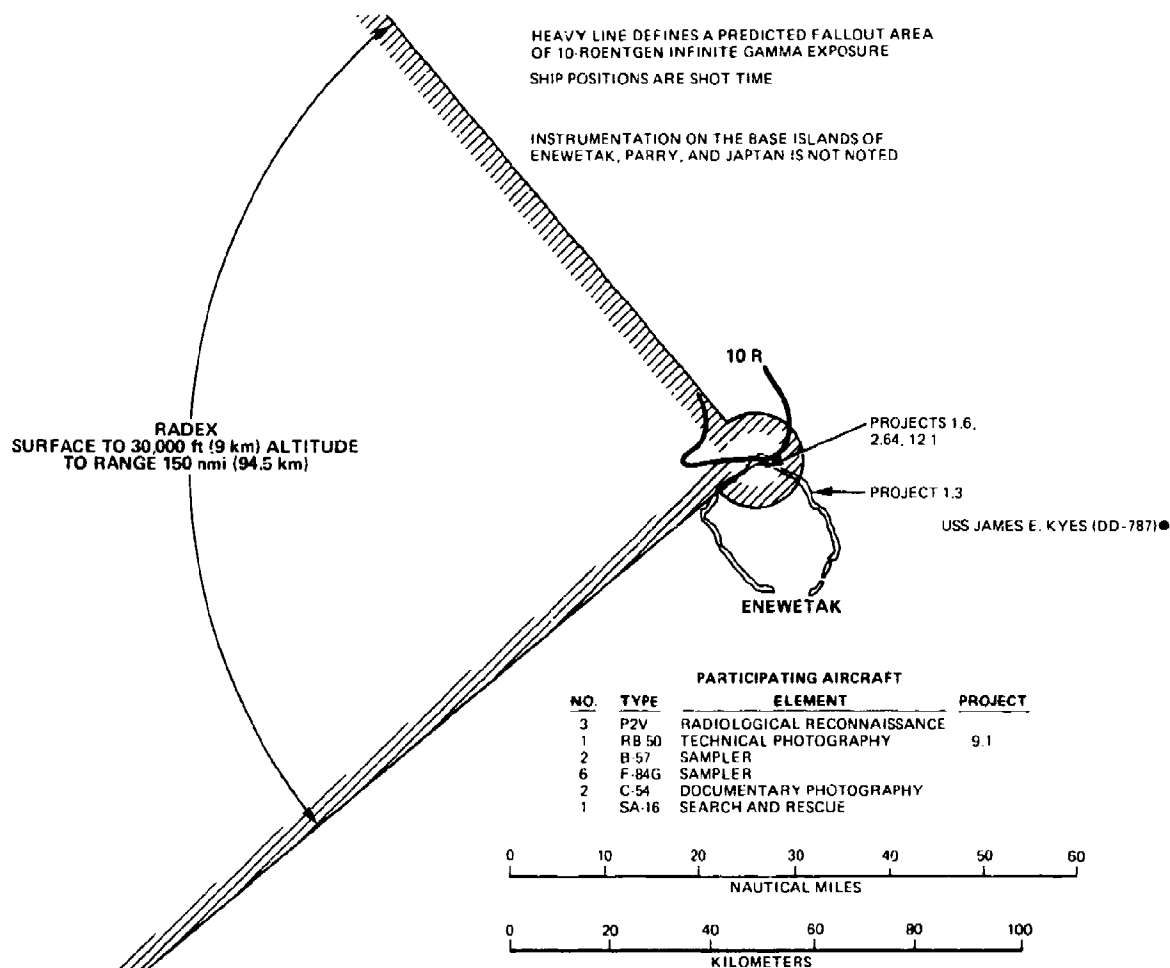 HEAVY LINE DEFINES A PREDICTED FALLOUT AREA
OF 10-ROENTGEN INFINITE GAMMA EXPOSURE
SHIP POSITIONS ARE SHOT TIME
INSTRUMENTATION ON THE BASE ISLANDS OF
ENEWETAK, PARRY, AND JAPTAN IS NOTED
10 R
RADEX
SURFACE TO 30,000 ft (9 km) ALTITUDE
TO RANGE 150 nmi (94.5 km)
PROJECTS 1.6,
2.64, 12.1
PROJECT 1.3
USS JAMES E. KYES (DD-787)
ENEWETAK
PARTICIPATING AIRCRAFT
NO. TYPE ELEMENT PROJECT
3 P2V RADIOLOGICAL RECONNAISSANCE
1 RB 50 TECHNICAL PHOTOGRAPHY 9.1
2 B-57 SAMPLER
6 F-84G SAMPLER
2 C-54 DOCUMENTARY PHOTOGRAPHY
1 SA-16 SEARCH AND RESCUE
0 10 20 30 40 50 60
NAUTICAL MILES
0 20 40 60 80 100
KILOMETERS